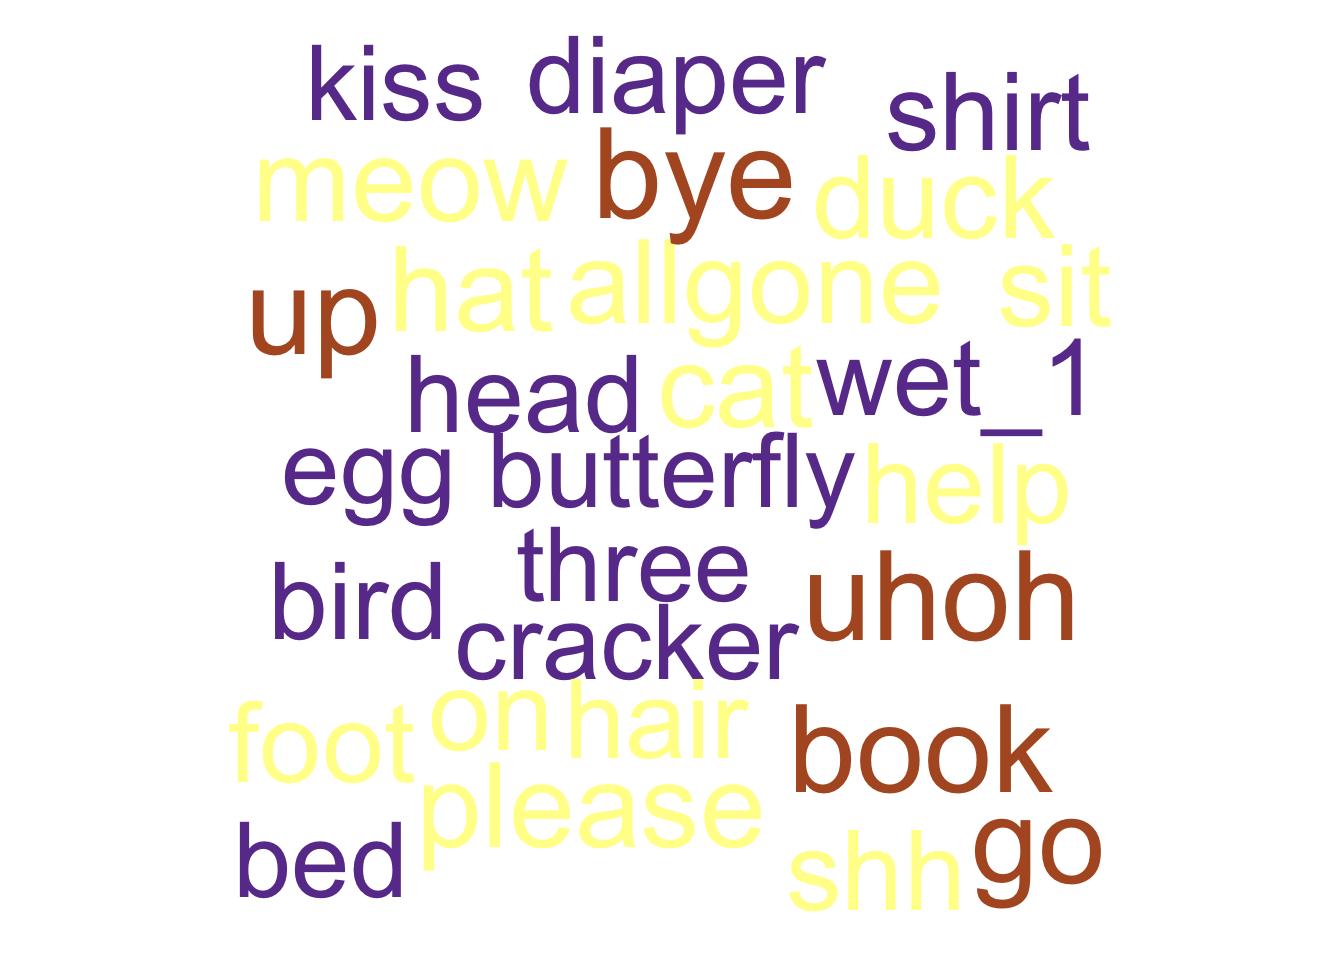 kiss diaper shirt
meow bye duck
up hat allgone sit
head cat wet_1
egg butterfly help
bird three uhoh
cracker
foot on hair book
bed please shh go